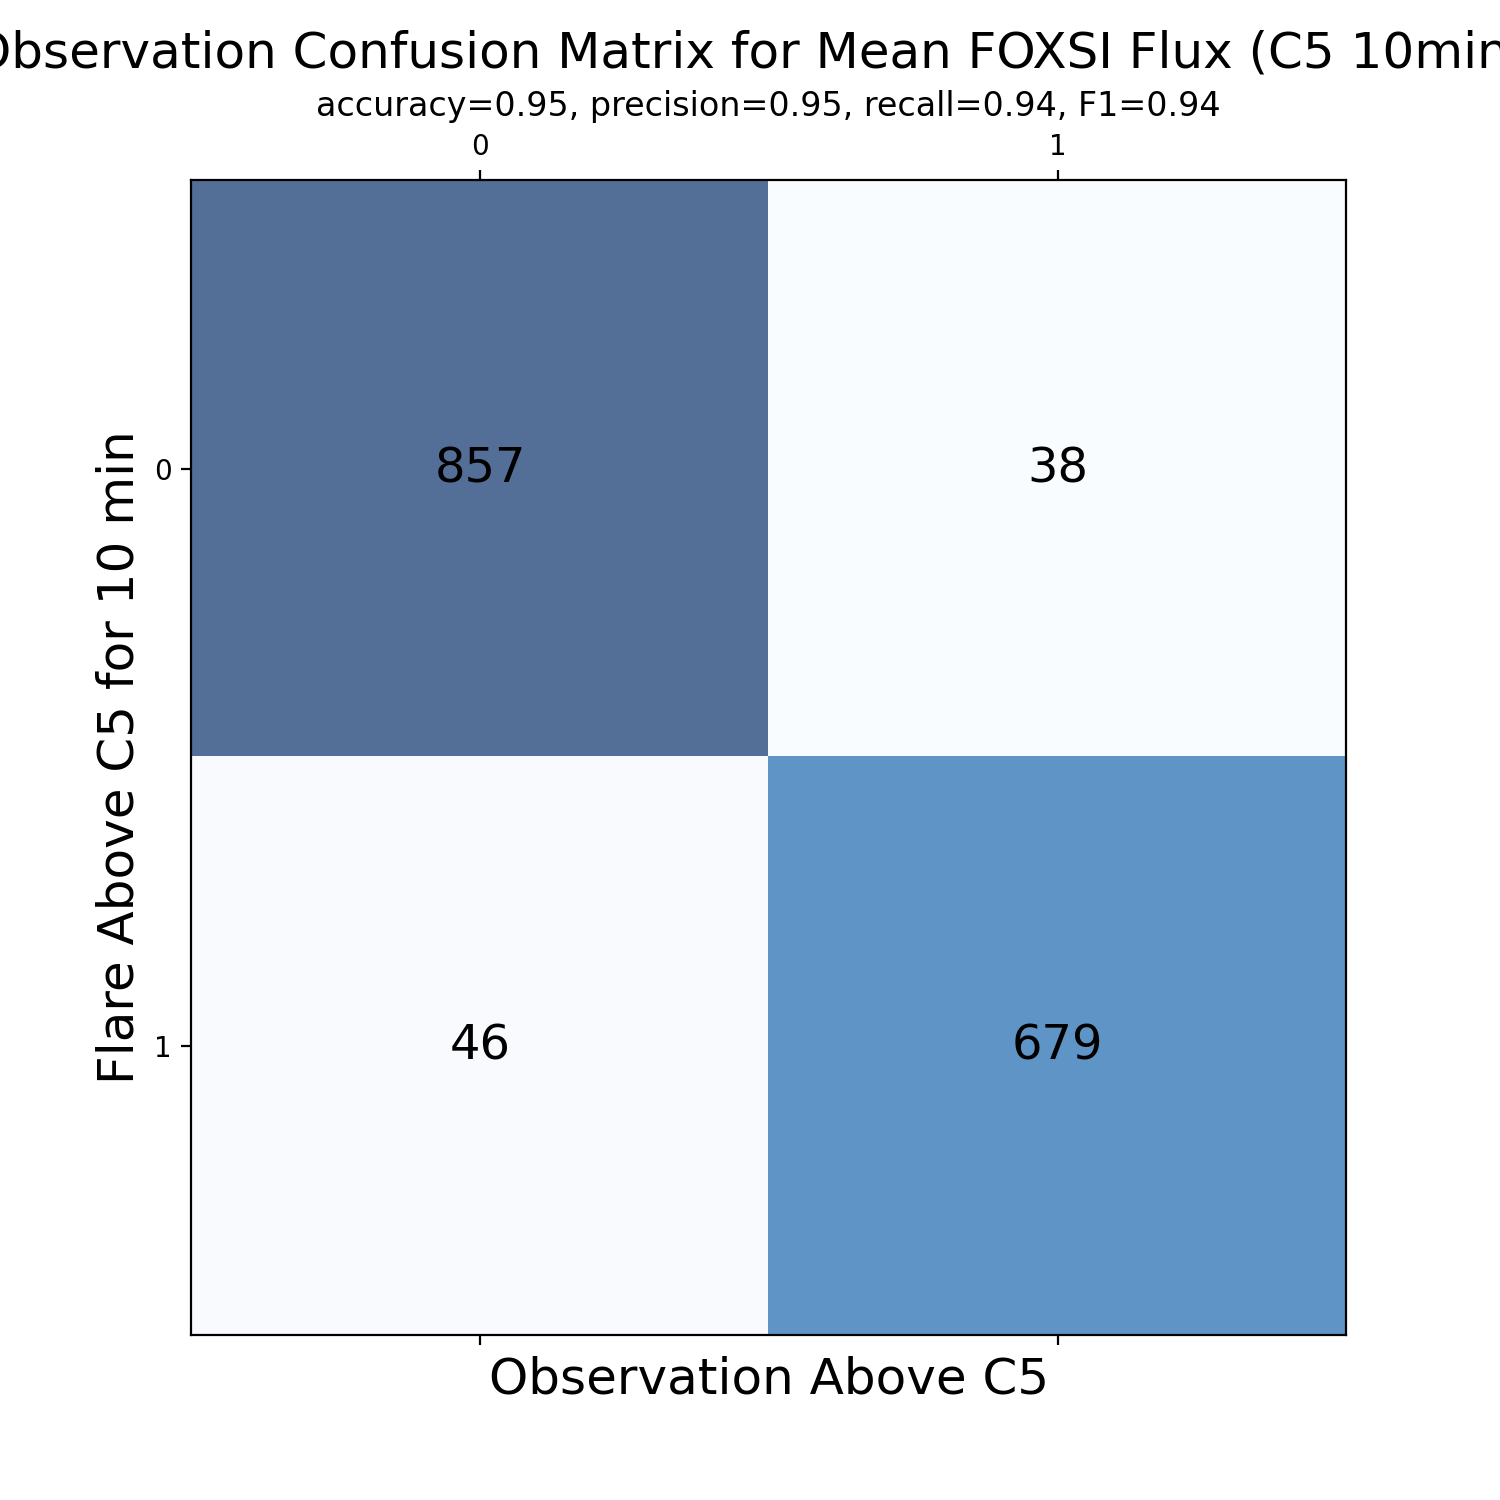 Observation Confusion Matrix for Mean FOXSI Flux (C5 10min
accuracy=0.95, precision=0.95, recall=0.94, F1=0.94
0 1
Flare Above C5 for 10 min
0 857 38
1 46 679
Observation Above C5